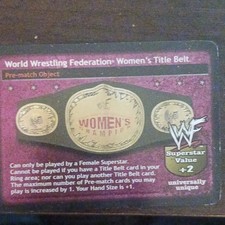 World Wrestling Federation® Women's Title Belt
Pre-match Object
WOMEN'S
CHAMPION
WF
Superstar
Value
+2
universally
unique
Can only be played by a Female Superstar.
Cannot be played if you have a Title Belt card in your
Ring area; nor can you play another Title Belt card.
The maximum number of Pre-match cards you may
play is increased by 1. Your Hand Size is +1.